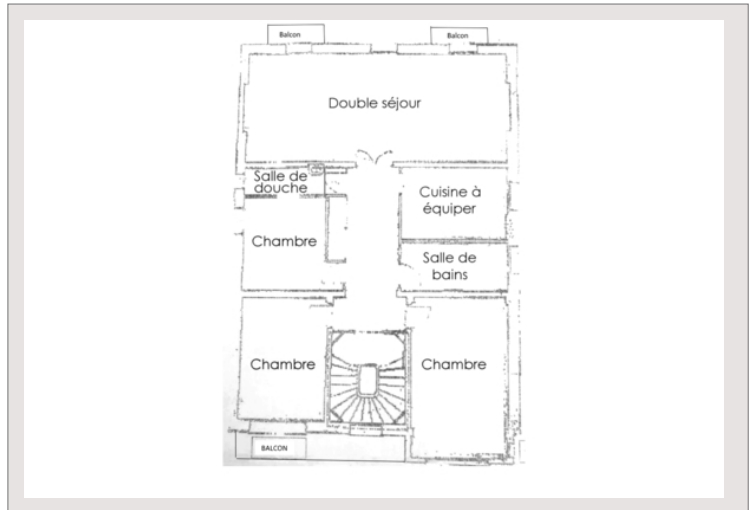 Balcon
Balcon
Double séjour
Salle de
douche
Cuisine à
équiper
Chambre
Salle de
bains
Chambre
Chambre
BALCON